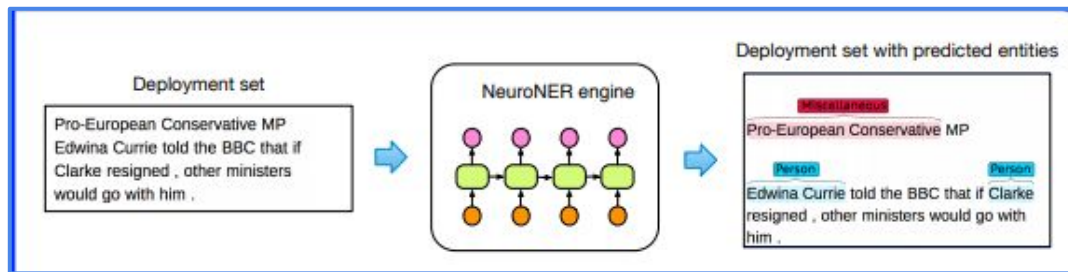 Deployment set
Pro-European Conservative MP
Edwina Currie told the BBC that if
Clarke resigned , other ministers
would go with him .
NeuroNER engine
Deployment set with predicted entities
Miscellaneous
Pro-European Conservative MP
Person Person
Edwina Currie told the BBC that if Clarke
resigned , other ministers would go with
him .